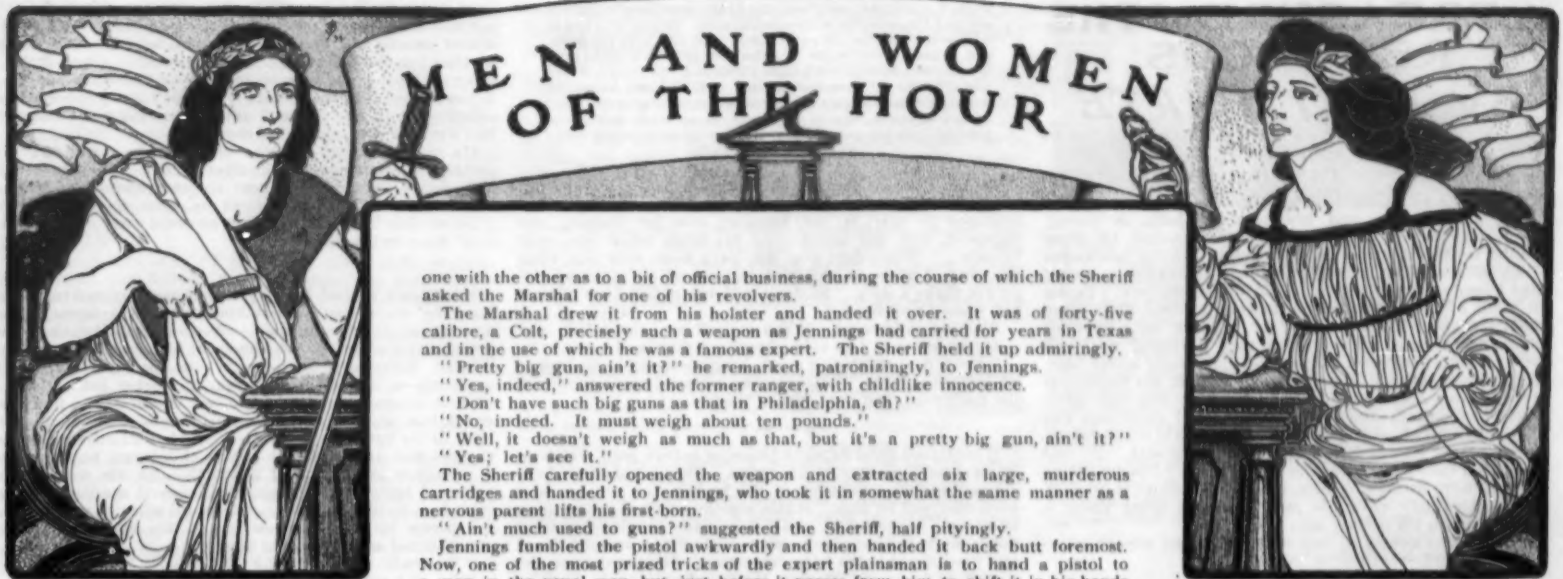 MEN AND WOMEN
OF THE HOUR
one with the other as to a bit of official business, during the course of which the Sheriff
asked the Marshal for one of his revolvers.
The Marshal drew it from his holster and handed it over. It was of forty-five
calibre, a Colt, precisely such a weapon as Jennings had carried for years in Texas
and in the use of which he was a famous expert. The Sheriff held it up admiringly.
"Pretty big gun, ain't it?" he remarked, patronizingly, to Jennings.
"Yes, indeed," answered the former ranger, with childlike innocence.
"Don't have such big guns as that in Philadelphia, eh?"
"No, indeed. It must weigh about ten pounds."
"Well, it doesn't weigh as much as that, but it's a pretty big gun, ain't it?"
"Yes; let's see it."
The Sheriff carefully opened the weapon and extracted six large, murderous
cartridges and handed it to Jennings, who took it in somewhat the same manner as a
nervous parent lifts his first-born.
"Ain't much used to guns?" suggested the Sheriff, half pityingly.
Jennings fumbled the pistol awkwardly and then handed it back butt foremost.
Now, one of the most prized tricks of the expert plainsman is to hand a pistol to